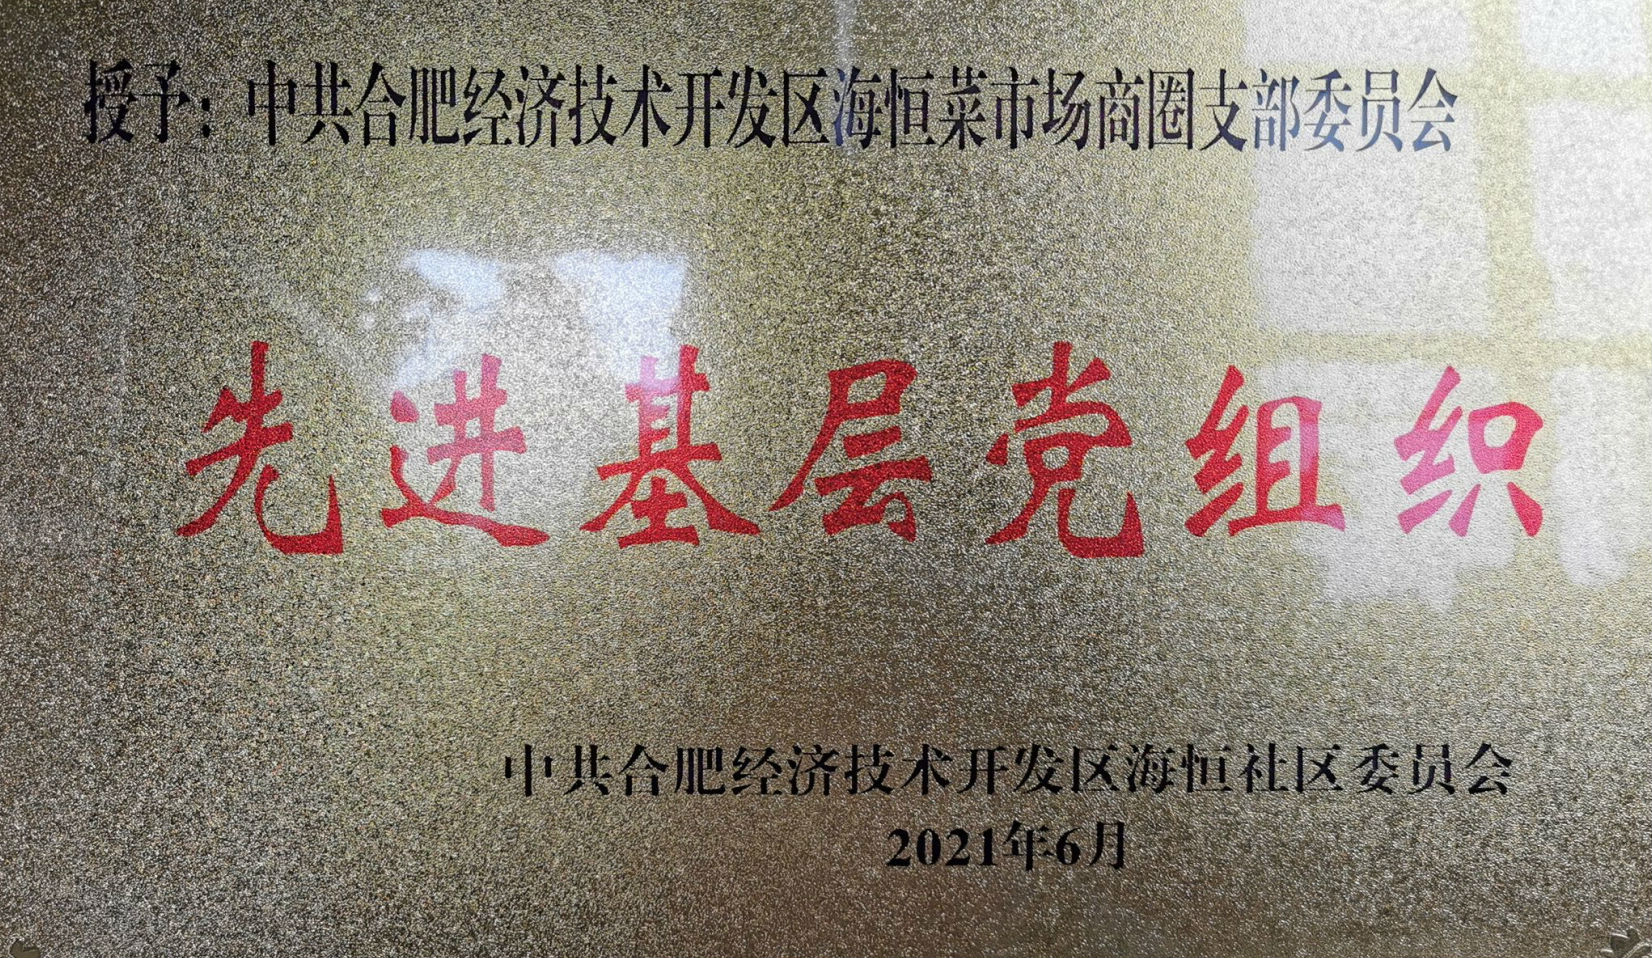 授予：中共合肥经济技术开发区海恒菜市场商圈支部委员会
先进基层党组织
中共合肥经济技术开发区海恒社区委员会
2021年6月